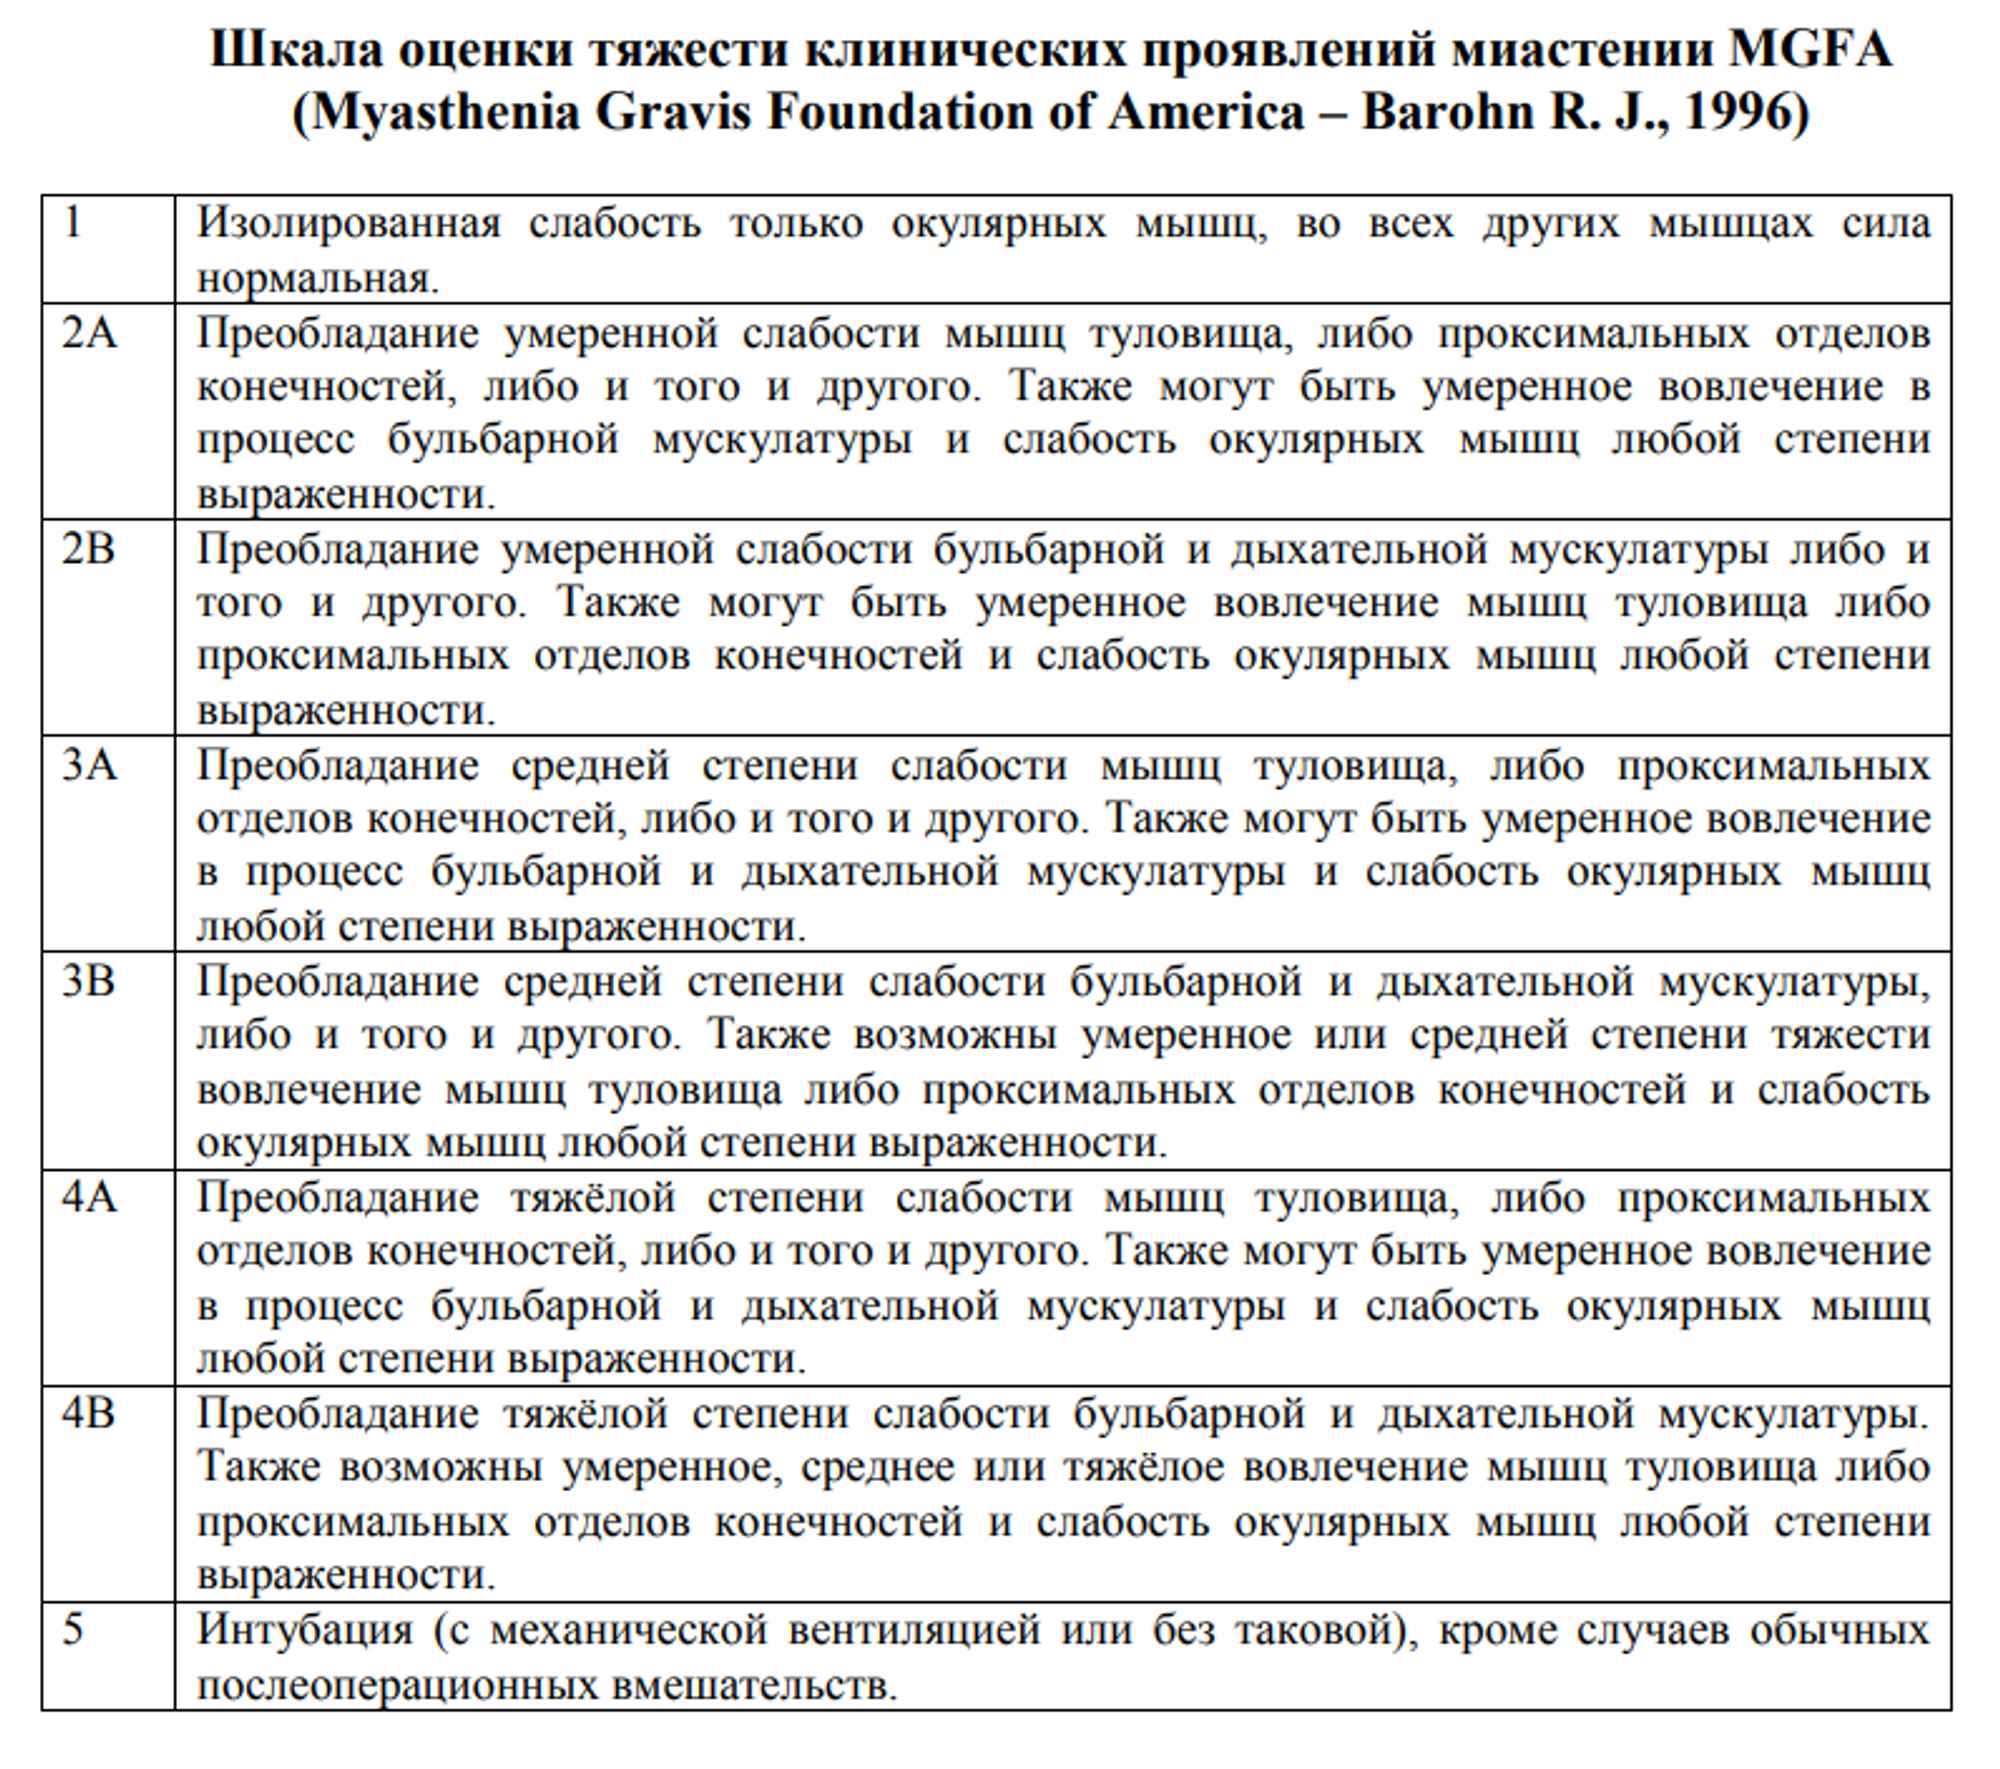 Шкала оценки тяжести клинических проявлений миастении MGFA
(Myasthenia Gravis Foundation of America – Barohn R. J., 1996)
1 Изолированная слабость только окулярных мышц, во всех других мышцах сила
нормальная.
2A Преобладание умеренной слабости мышц туловища, либо проксимальных отделов
конечностей, либо и того и другого. Также могут быть умеренное вовлечение в
процесс бульбарной мускулатуры и слабость окулярных мышц любой степени
выраженности.
2B Преобладание умеренной слабости бульбарной и дыхательной мускулатуры либо и
того и другого. Также могут быть умеренное вовлечение мышц туловища либо
проксимальных отделов конечностей и слабость окулярных мышц любой степени
выраженности.
3A Преобладание средней степени слабости мышц туловища, либо проксимальных
отделов конечностей, либо и того и другого. Также могут быть умеренное вовлечение
в процесс бульбарной и дыхательной мускулатуры и слабость окулярных мышц
любой степени выраженности.
3B Преобладание средней степени слабости бульбарной и дыхательной мускулатуры,
либо и того и другого. Также возможны умеренное или средней степени тяжести
вовлечение мышц туловища либо проксимальных отделов конечностей и слабость
окулярных мышц любой степени выраженности.
4A Преобладание тяжёлой степени слабости мышц туловища, либо проксимальных
отделов конечностей, либо и того и другого. Также могут быть умеренное вовлечение
в процесс бульбарной и дыхательной мускулатуры и слабость окулярных мышц
любой степени выраженности.
4B Преобладание тяжёлой степени слабости бульбарной и дыхательной мускулатуры.
Также возможны умеренное, среднее или тяжёлое вовлечение мышц туловища либо
проксимальных отделов конечностей и слабость окулярных мышц любой степени
выраженности.
5 Интубация (с механической вентиляцией или без таковой), кроме случаев обычных
послеоперационных вмешательств.